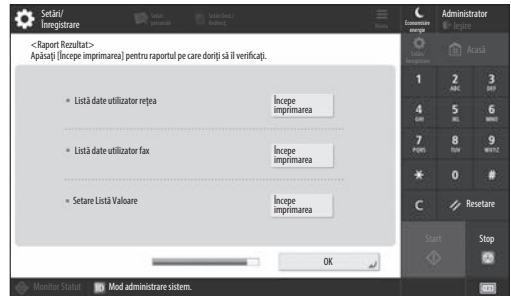 Setări/
Înregistrare
Setări
personale
Setări Dest./
Redirecț.
Meniu
Economisire
energie
Administrator
Ieșire
<Raport Rezultat>
Apăsați [Începe imprimarea] pentru raportul pe care doriți să îl verificați.
Setări/
Înregistrare
Acasă
Listă date utilizator rețea
Începe
imprimarea
Listă date utilizator fax
Începe
imprimarea
Setare Listă Valoare
Începe
imprimarea
OK
1
2
ABC
3
DEF
4
GHI
5
JKL
6
MNO
7
PQRS
8
TUV
9
WXYZ
*
0
#
C
Resetare
Start
Stop
Monitor Statut
Mod administrare sistem.